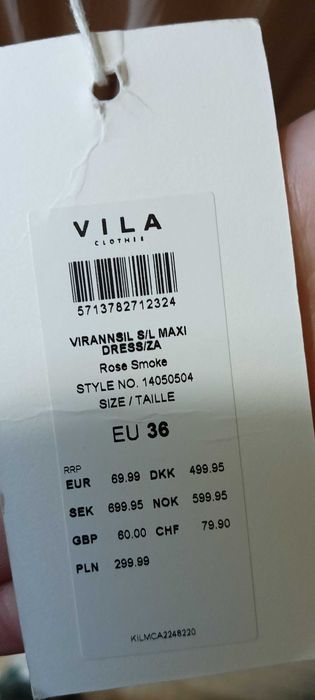 VILA
CLOTHES
5713782712324
VIRANNSIL S/L MAXI
DRESS/ZA
Rose Smoke
STYLE NO. 14050504
SIZE / TAILLE
EU 36
RRP
EUR 69.99 DKK 499.95
SEK 699.95 NOK 599.95
GBP 60.00 CHF 79.90
PLN 299.99
KILMCA2246220